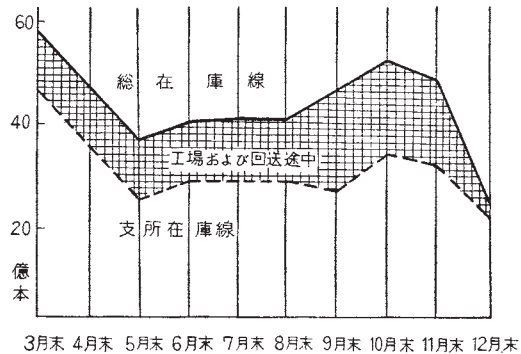 60
総在庫線
40
工場および回送途中
20
支所在庫線
億本
3月末 4月末 5月末 6月末 7月末 8月末 9月末 10月末 11月末 12月末